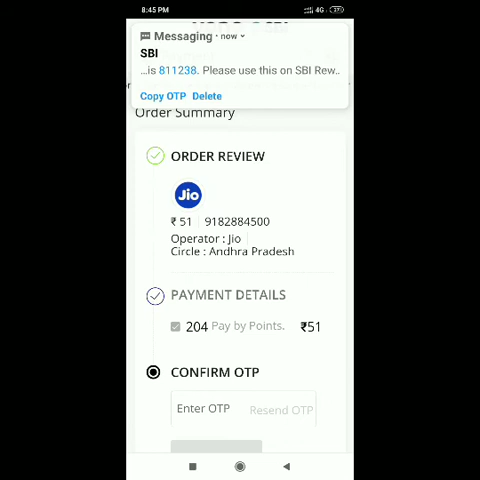 8:45 PM
4G
Messaging • now
SBI
...is 811238. Please use this on SBI Rew..
Copy OTP Delete
Order Summary
ORDER REVIEW
Jio
₹ 51 9182884500
Operator : Jio
Circle : Andhra Pradesh
PAYMENT DETAILS
204 Pay by Points. ₹51
CONFIRM OTP
Enter OTP Resend OTP